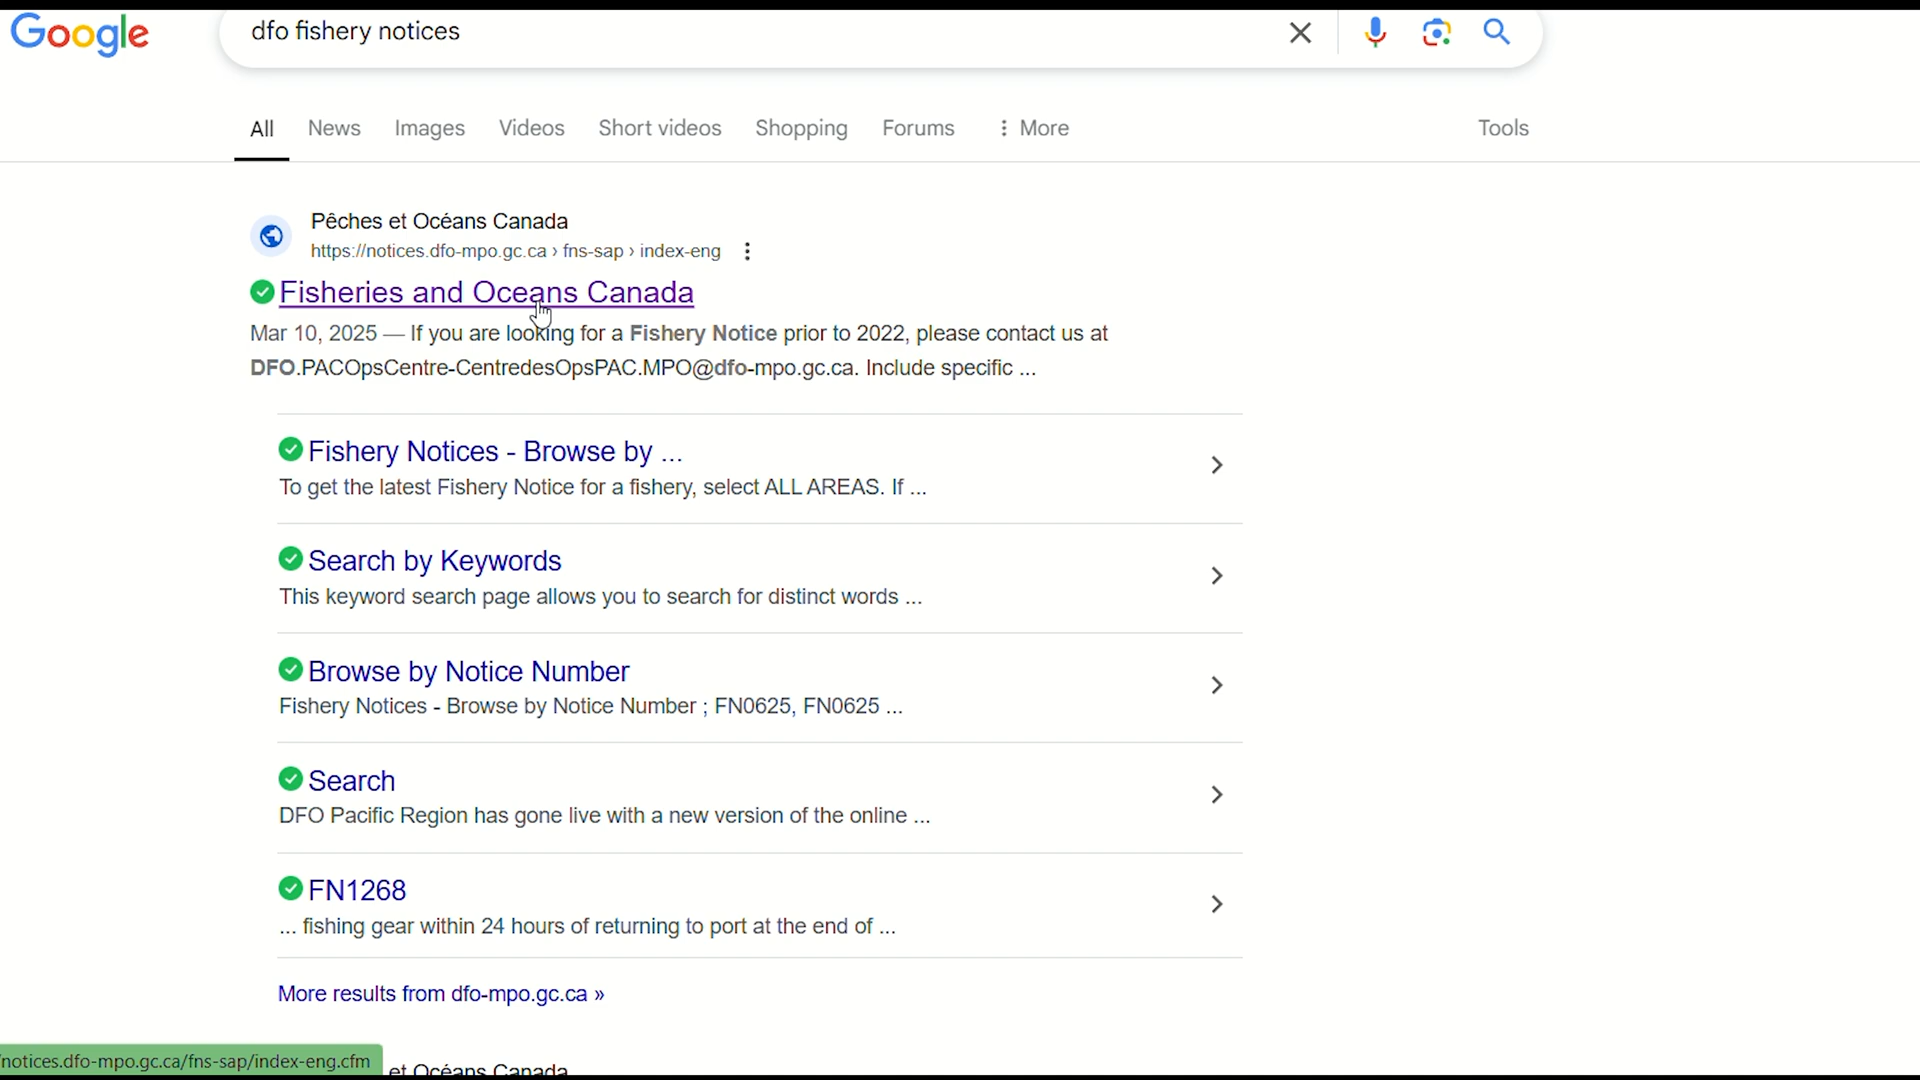 Google
dfo fishery notices
All News Images Videos Short videos Shopping Forums More Tools
Pêches et Océans Canada
https://notices.dfo-mpo.gc.ca › fns-sap › index-eng
Fisheries and Oceans Canada
Mar 10, 2025 — If you are looking for a Fishery Notice prior to 2022, please contact us at
DFO.PACOpsCentre-CentredesOpsPAC.MPO@dfo-mpo.gc.ca. Include specific ...
Fishery Notices - Browse by ...
To get the latest Fishery Notice for a fishery, select ALL AREAS. If ...
Search by Keywords
This keyword search page allows you to search for distinct words ...
Browse by Notice Number
Fishery Notices - Browse by Notice Number ; FN0625, FN0625 ...
Search
DFO Pacific Region has gone live with a new version of the online ...
FN1268
... fishing gear within 24 hours of returning to port at the end of ...
More results from dfo-mpo.gc.ca »
/notices.dfo-mpo.gc.ca/fns-sap/index-eng.cfm
et Océans Canada